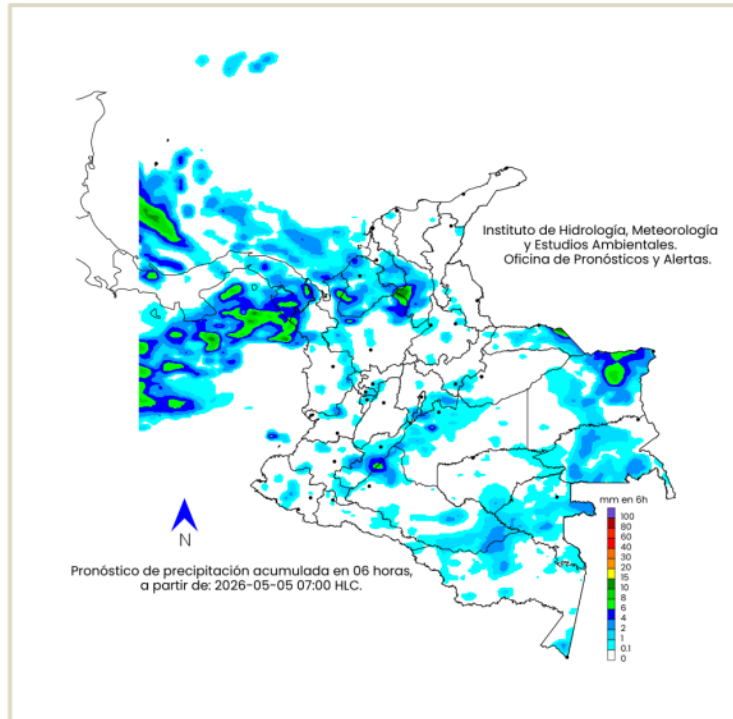 Instituto de Hidrología, Meteorología
y Estudios Ambientales.
Oficina de Pronósticos y Alertas.
mm en 6h
100
80
60
40
30
20
15
10
8
6
4
2
1
0.1
0
N
Pronóstico de precipitación acumulada en 06 horas,
a partir de: 2026-05-05 07:00 HLC.